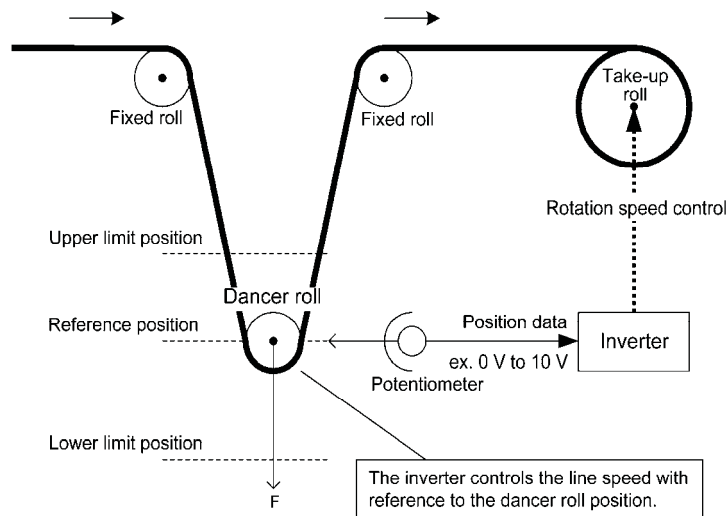 Take-up
roll
Fixed roll
Fixed roll
Rotation speed control
Upper limit position
Dancer roll
Reference position
Position data
Inverter
ex. 0 V to 10 V
Potentiometer
Lower limit position
The inverter controls the line speed with
reference to the dancer roll position.
F